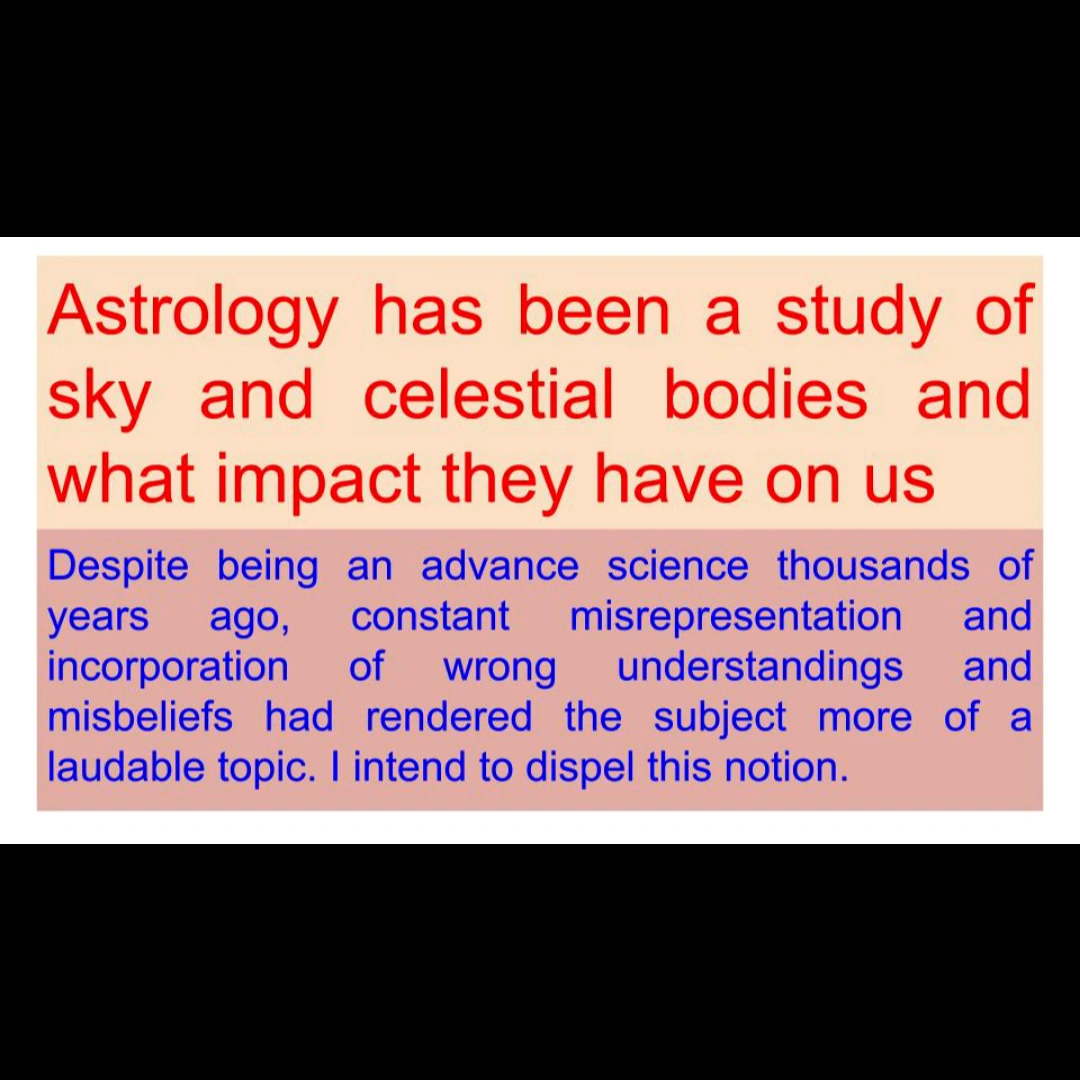 Astrology has been a study of
sky and celestial bodies and
what impact they have on us
Despite being an advance science thousands of
years ago, constant misrepresentation and
incorporation of wrong understandings and
misbeliefs had rendered the subject more of a
laudable topic. I intend to dispel this notion.